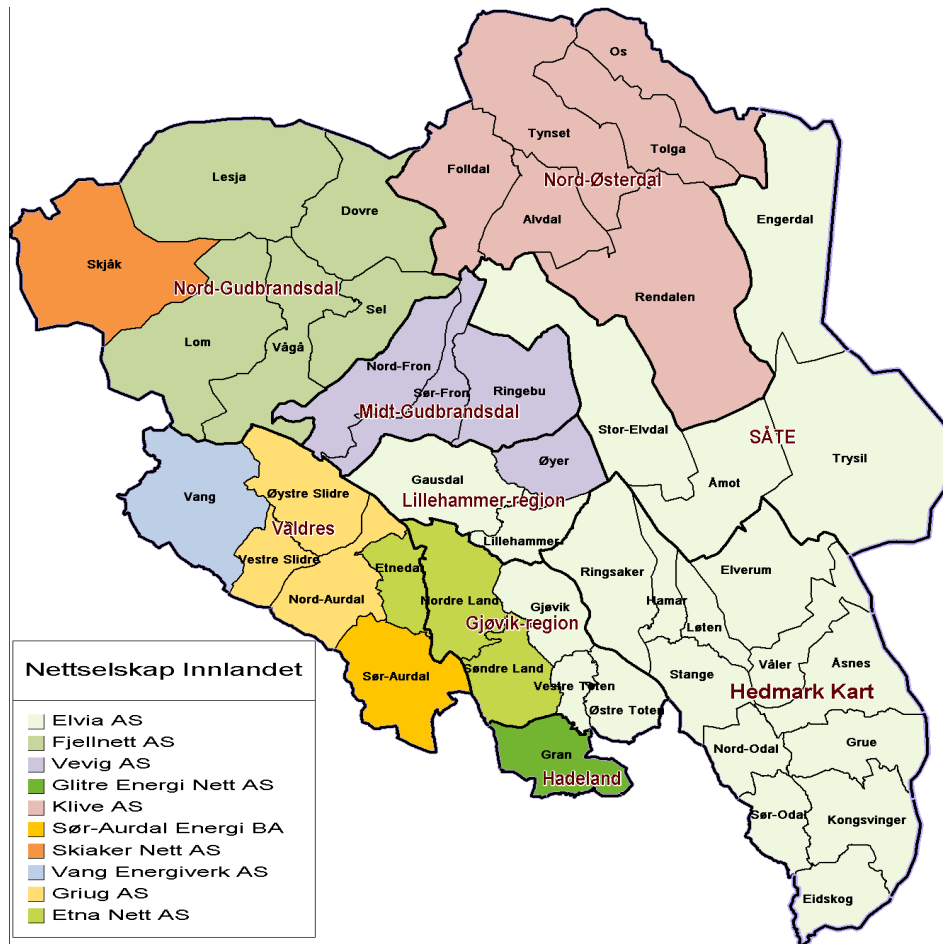 Os
Tynset
Tolga
Folldal
Nord-Østerdal
Lesja
Alvdal
Dovre
Engerdal
Skjåk
Nord-Gudbrandsdal
Rendalen
Sel
Lom
Vågå
Nord-Fron
Sør-Fron
Ringebu
Midt-Gudbrandsdal
Stor-Elvdal
SÅTE
Trysil
Øyer
Gausdal
Åmot
Vang
Øystre Slidre
Lillehammer-region
Valdres
Lillehammer
Vestre Slidre
Etnedal
Ringsaker
Elverum
Nord-Aurdal
Nordre Land
Gjøvik
Hamar
Gjøvik-region
Løten
Sør-Aurdal
Søndre Land
Stange
Våler
Åsnes
Vestre Toten
Hedmark Kart
Østre Toten
Nord-Odal
Grue
Gran
Hadeland
Sør-Odal
Kongsvinger
Eidskog
Nettselskap Innlandet
Elvia AS
Fjellnett AS
Vevig AS
Glitre Energi Nett AS
Klive AS
Sør-Aurdal Energi BA
Skiaker Nett AS
Vang Energiverk AS
Griug AS
Etna Nett AS